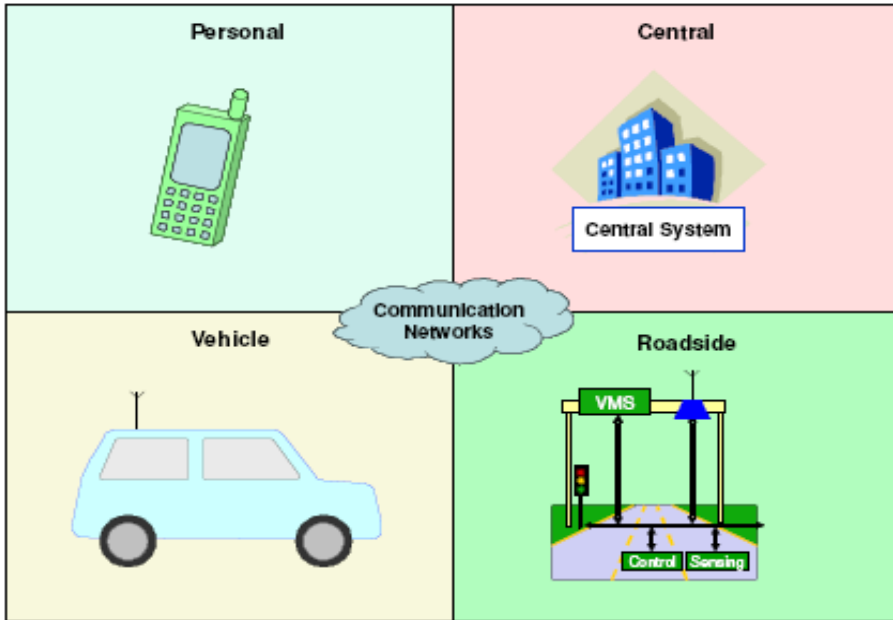 Personal
Central
Central System
Communication
Networks
Vehicle
Roadside
VMS
Control
Sensing